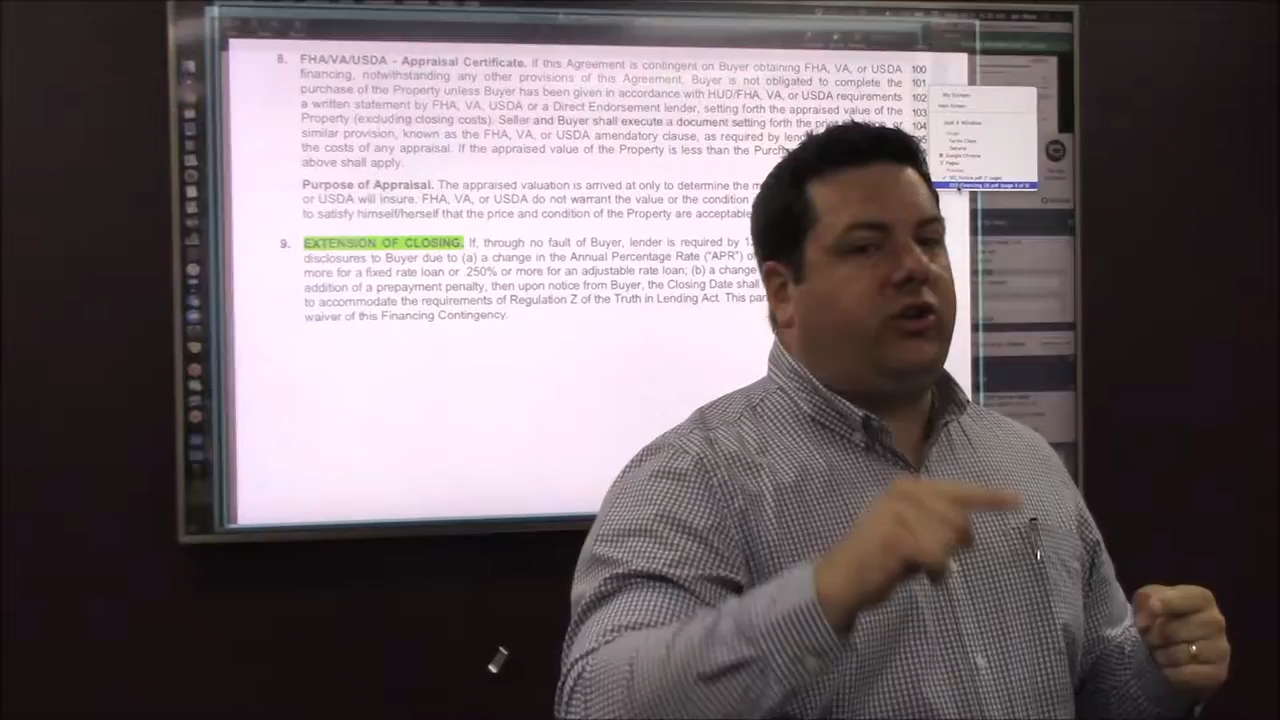 8. FHA/VA/USDA - Appraisal Certificate. If this Agreement is contingent on Buyer obtaining FHA, VA, or USDA 100
financing, notwithstanding any other provisions of this Agreement, Buyer is not obligated to complete the 101
purchase of the Property unless Buyer has been given in accordance with HUD/FHA, VA, or USDA requirements 102
a written statement by FHA, VA, USDA or a Direct Endorsement lender, setting forth the appraised value of the 103
Property (excluding closing costs). Seller and Buyer shall execute a document setting forth the or 104
similar provision, known as the FHA, VA, or USDA amendatory clause, as required by
the costs of any appraisal. If the appraised value of the Property is less than the
above shall apply.
Purpose of Appraisal. The appraised valuation is arrived at only to determine the
or USDA will insure. FHA, VA, or USDA do not warrant the value or the condition
to satisfy himself/herself that the price and condition of the Property are acceptable
9. EXTENSION OF CLOSING. If, through no fault of Buyer, lender is required by
disclosures to Buyer due to (a) a change in the Annual Percentage Rate ("APR")
more for a fixed rate loan or .250% or more for an adjustable rate loan; (b) a change
addition of a prepayment penalty, then upon notice from Buyer, the Closing Date shall
to accommodate the requirements of Regulation Z of the Truth in Lending Act. This
waiver of this Financing Contingency.
My Screen
Google Chrome
Pages